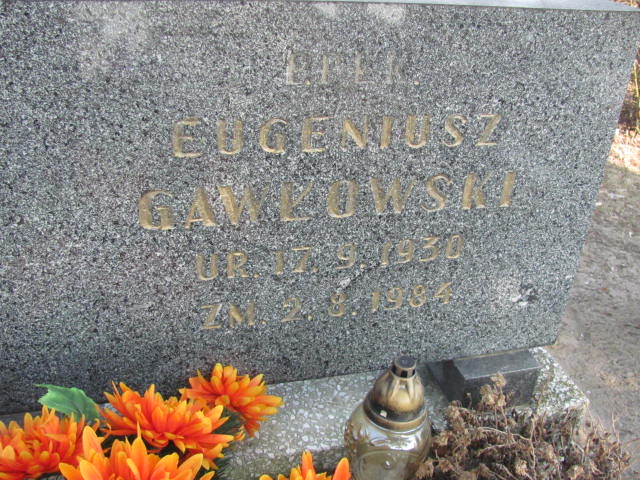 EUGENIUSZ
GAWŁOWSKI
UR. 17. 9. 1930
ZM. 2. 8. 1984